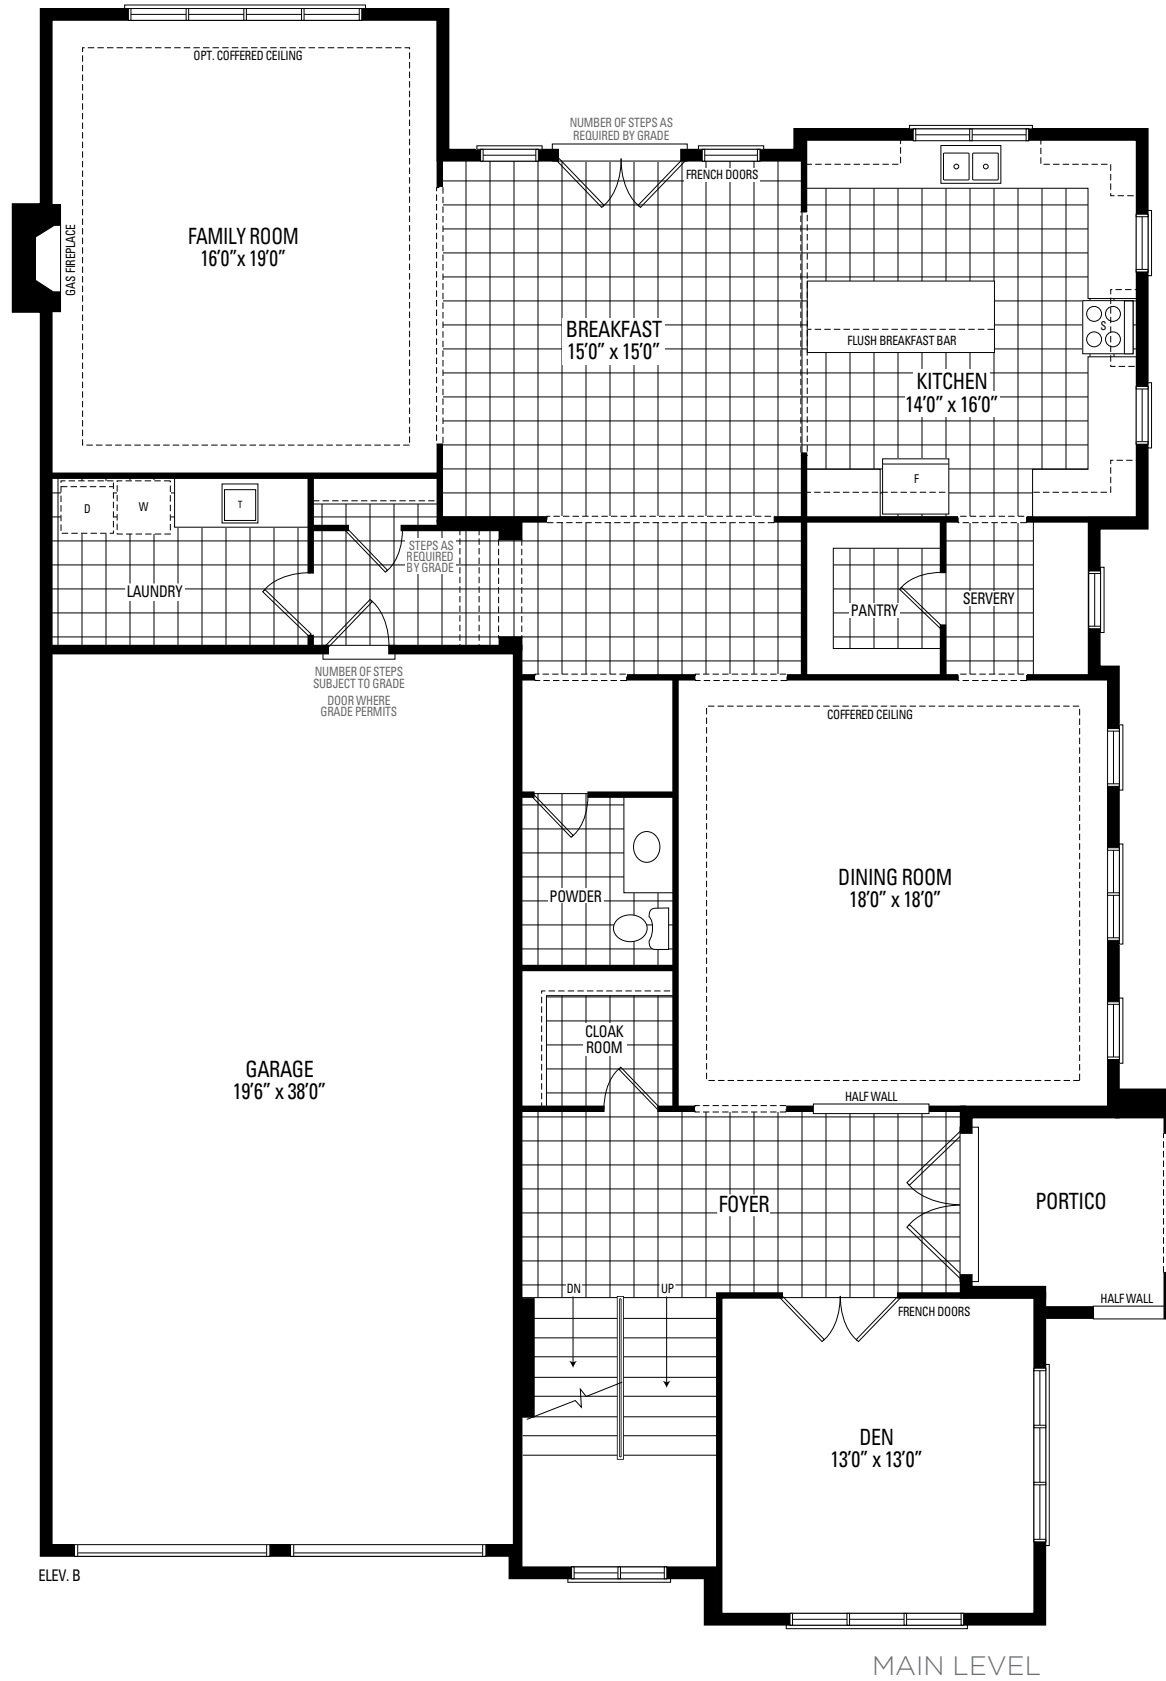 OPT. COFFERED CEILING
NUMBER OF STEPS AS
REQUIRED BY GRADE
FRENCH DOORS
FAMILY ROOM
16'0" x 19'0"
GAS FIREPLACE
BREAKFAST
15'0" x 15'0"
FLUSH BREAKFAST BAR
S
KITCHEN
14'0" x 16'0"
F
D
W
T
STEPS AS
REQUIRED
BY GRADE
LAUNDRY
PANTRY
SERVERY
NUMBER OF STEPS
SUBJECT TO GRADE
DOOR WHERE
GRADE PERMITS
COFFERED CEILING
DINING ROOM
18'0" x 18'0"
POWDER
CLOAK
ROOM
GARAGE
19'6" x 38'0"
HALF WALL
FOYER
PORTICO
DN
UP
HALF WALL
FRENCH DOORS
DEN
13'0" x 13'0"
ELEV. B
MAIN LEVEL